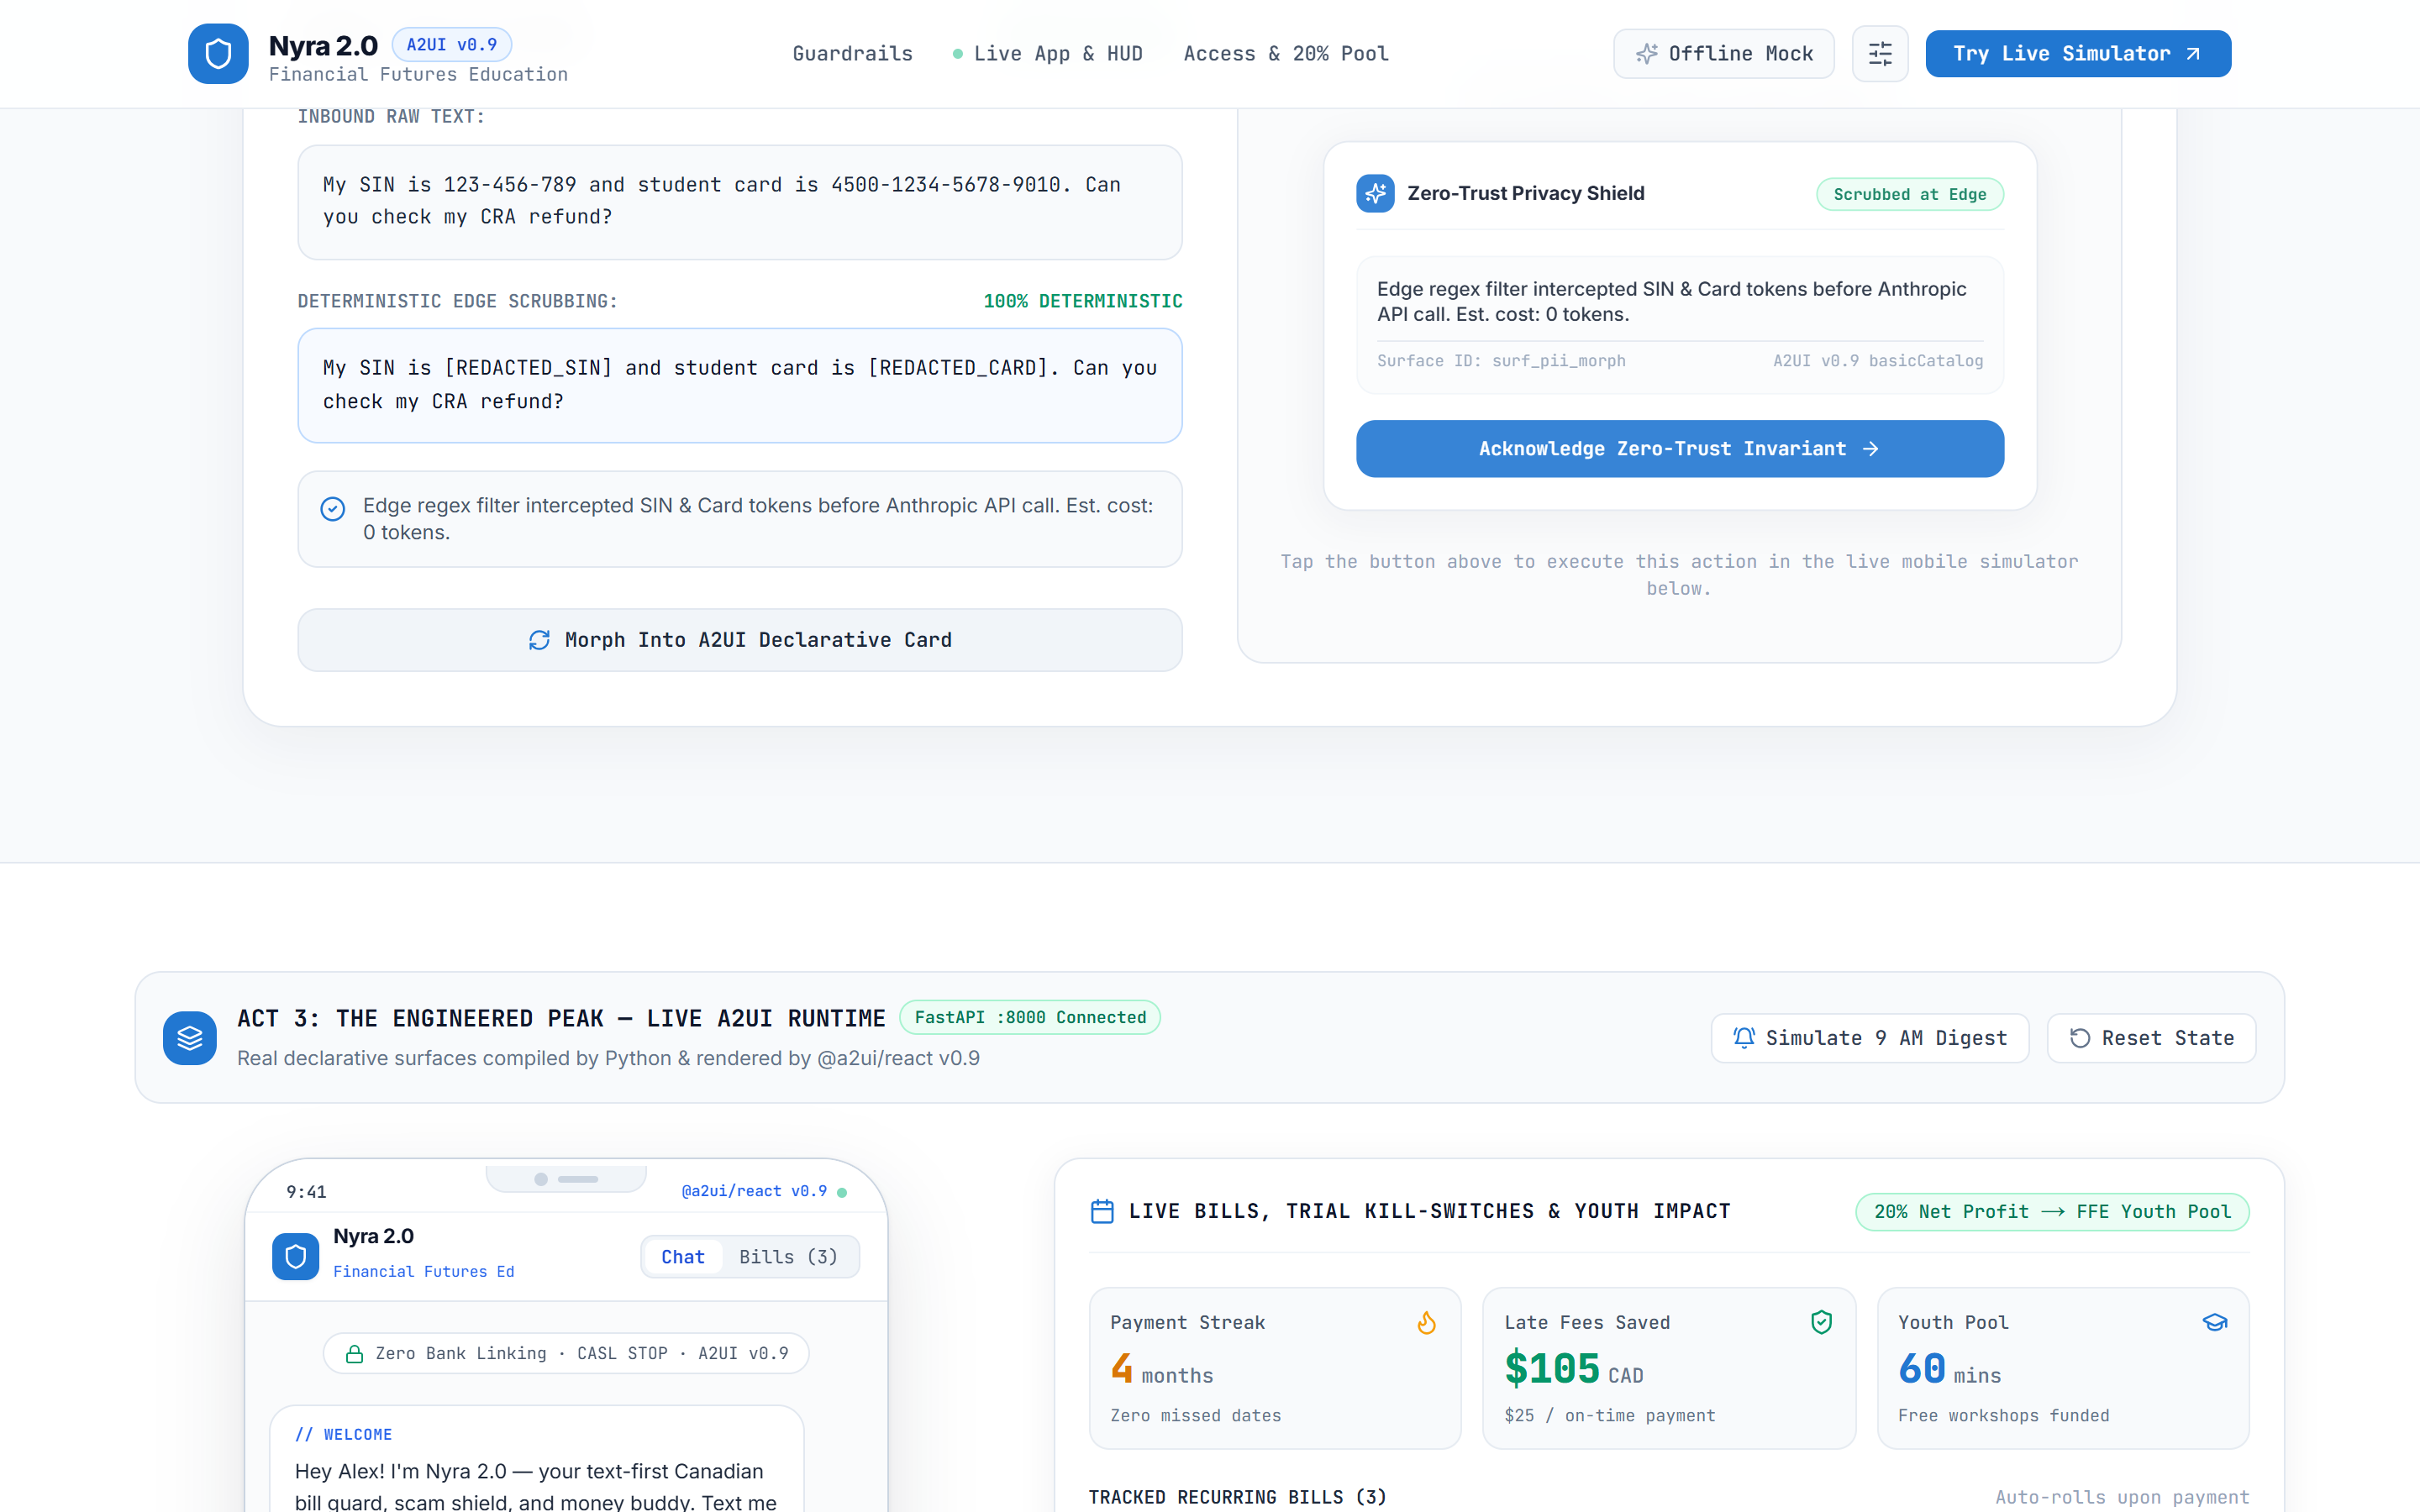 Nyra 2.0
A2UI v0.9
Financial Futures Education
Guardrails
Live App & HUD
Access & 20% Pool
Offline Mock
Try Live Simulator
INBOUND RAW TEXT:
My SIN is 123-456-789 and student card is 4500-1234-5678-9010. Can
you check my CRA refund?
DETERMINISTIC EDGE SCRUBBING:
100% DETERMINISTIC
My SIN is [REDACTED_SIN] and student card is [REDACTED_CARD]. Can you
check my CRA refund?
Edge regex filter intercepted SIN & Card tokens before Anthropic API call. Est. cost:
0 tokens.
Morph Into A2UI Declarative Card
Zero-Trust Privacy Shield
Scrubbed at Edge
Edge regex filter intercepted SIN & Card tokens before Anthropic
API call. Est. cost: 0 tokens.
Surface ID: surf_pii_morph
A2UI v0.9 basicCatalog
Acknowledge Zero-Trust Invariant →
Tap the button above to execute this action in the live mobile simulator
below.
ACT 3: THE ENGINEERED PEAK — LIVE A2UI RUNTIME
FastAPI :8000 Connected
Real declarative surfaces compiled by Python & rendered by @a2ui/react v0.9
Simulate 9 AM Digest
Reset State
9:41
@a2ui/react v0.9
Nyra 2.0
Financial Futures Ed
Chat
Bills (3)
Zero Bank Linking · CASL STOP · A2UI v0.9
// WELCOME
Hey Alex! I'm Nyra 2.0 — your text-first Canadian
bill guard, scam shield, and money buddy. Text me
LIVE BILLS, TRIAL KILL-SWITCHES & YOUTH IMPACT
20% Net Profit ⟶ FFE Youth Pool
Payment Streak
4 months
Zero missed dates
Late Fees Saved
$105 CAD
$25 / on-time payment
Youth Pool
60 mins
Free workshops funded
TRACKED RECURRING BILLS (3)
Auto-rolls upon payment